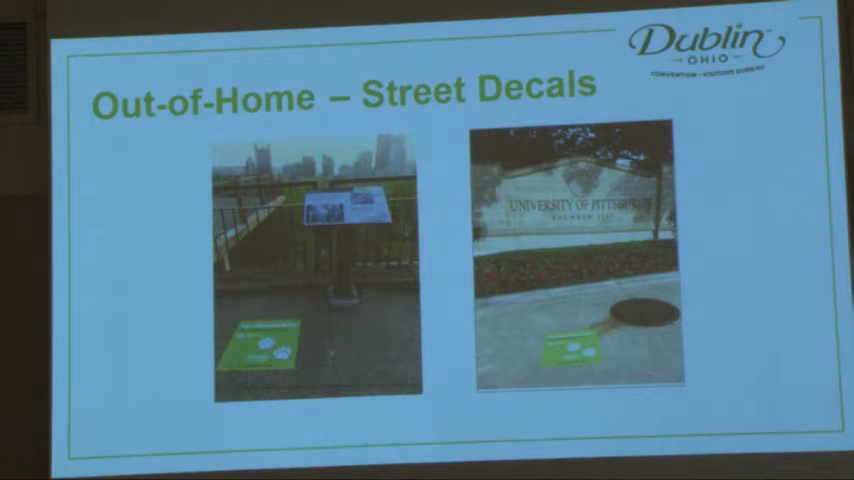 Dublin
OHIO
CONVENTION • VISITORS BUREAU
Out-of-Home – Street Decals
UNIVERSITY OF PITTSBURGH